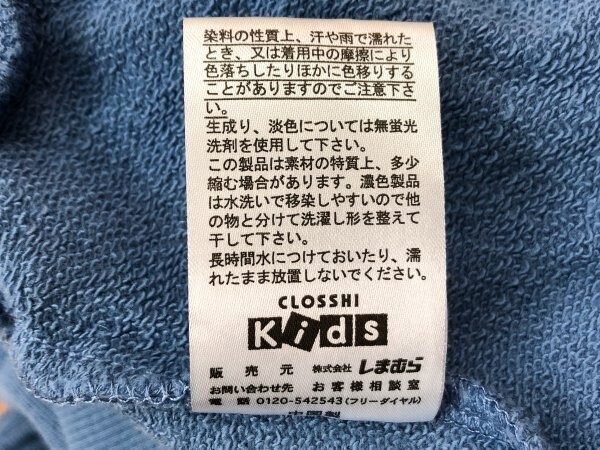 染料の性質上、汗や雨で濡れた
とき、又は着用中の摩擦により
色落ちしたりほかに色移りする
ことがありますのでご注意下さ
い。
生成り、淡色については無蛍光
洗剤を使用して下さい。
この製品は素材の特質上、多少
縮む場合があります。濃色製品
は水洗いで移染しやすいので他
の物と分けて洗濯し形を整えて
干して下さい。
長時間水につけておいたり、濡
れたまま放置しないでください。
CLOSSHI
Kids
販売元 株式会社しまむら
お問い合わせ先 お客様相談室
電話 0120-542543(フリーダイヤル)
中国製